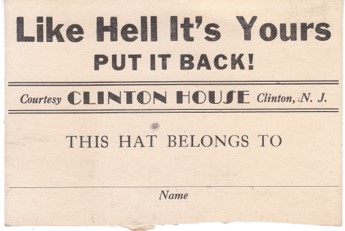 Like Hell It's Yours
PUT IT BACK!
Courtesy CLINTON HOUSE Clinton, N. J.
THIS HAT BELONGS TO
Name